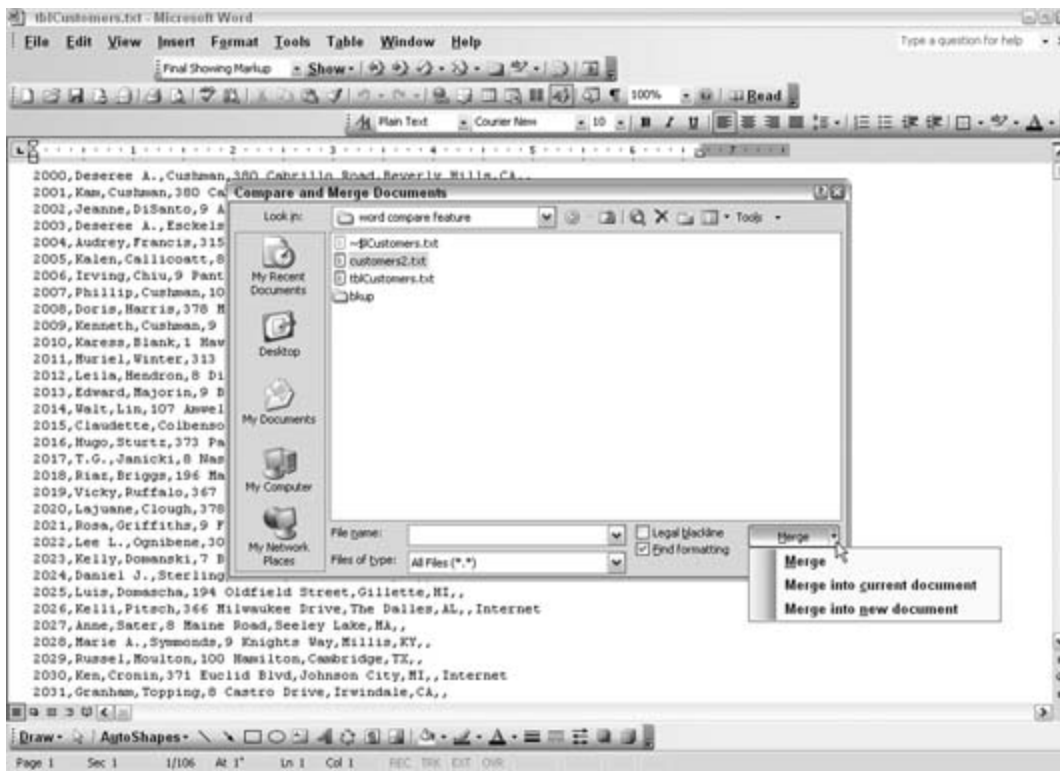 tblCustomers.txt - Microsoft Word
File Edit View Insert Format Tools Table Window Help
Type a question for help
Final Showing Markup Show
100% Read
Plain Text Courier New 10 B I U
2000,Deseree A.,Cushman,380 Cabrillo Road,Beverly Hills,CA,,
2001,Kam,Cushman,380 Ca
2002,Jeanne,DiSanto,9 A
2003,Deseree A.,Esckels
2004,Audrey,Francis,315
2005,Kalen,Callicoatt,8
2006,Irving,Chiu,9 Pant
2007,Phillip,Cushman,10
2008,Doris,Harris,378 M
2009,Kenneth,Cushman,9
2010,Karess,Blank,1 Haw
2011,Muriel,Winter,313
2012,Leila,Hendron,8 Di
2013,Edward,Majorin,9 B
2014,Walt,Lin,107 Anwel
2015,Claudette,Colbenso
2016,Hugo,Sturtz,373 Pa
2017,T.G.,Janicki,8 Nas
2018,Riaz,Briggs,196 Ma
2019,Vicky,Ruffalo,367
2020,Lajuane,Clough,378
2021,Rosa,Griffiths,9 F
2022,Lee L.,Ognibene,30
2023,Kelly,Domanski,7 B
2024,Daniel J.,Sterling
2025,Luis,Domascha,194 Oldfield Street,Gillette,MI,,
2026,Kelli,Pitsch,366 Milwaukee Drive,The Dalles,AL,,Internet
2027,Anne,Sater,8 Maine Road,Seeley Lake,MA,,
2028,Marie A.,Symmonds,9 Knights Way,Millis,KY,,
2029,Russel,Moulton,100 Hamilton,Cambridge,TX,,
2030,Ken,Cronin,371 Euclid Blvd,Johnson City,MI,,Internet
2031,Granham,Topping,8 Castro Drive,Irwindale,CA,,
Compare and Merge Documents
Look in: word compare feature Tools
~$lCustomers.txt
customers2.txt
tblCustomers.txt
bkup
My Recent Documents
Desktop
My Documents
My Computer
My Network Places
File name:
Files of type: All Files (*.*)
Legal blackline
Find formatting
Merge
Merge
Merge into current document
Merge into new document
Draw AutoShapes
Page 1 Sec 1 1/106 At 1" Ln 1 Col 1 REC TRK EXT OVR